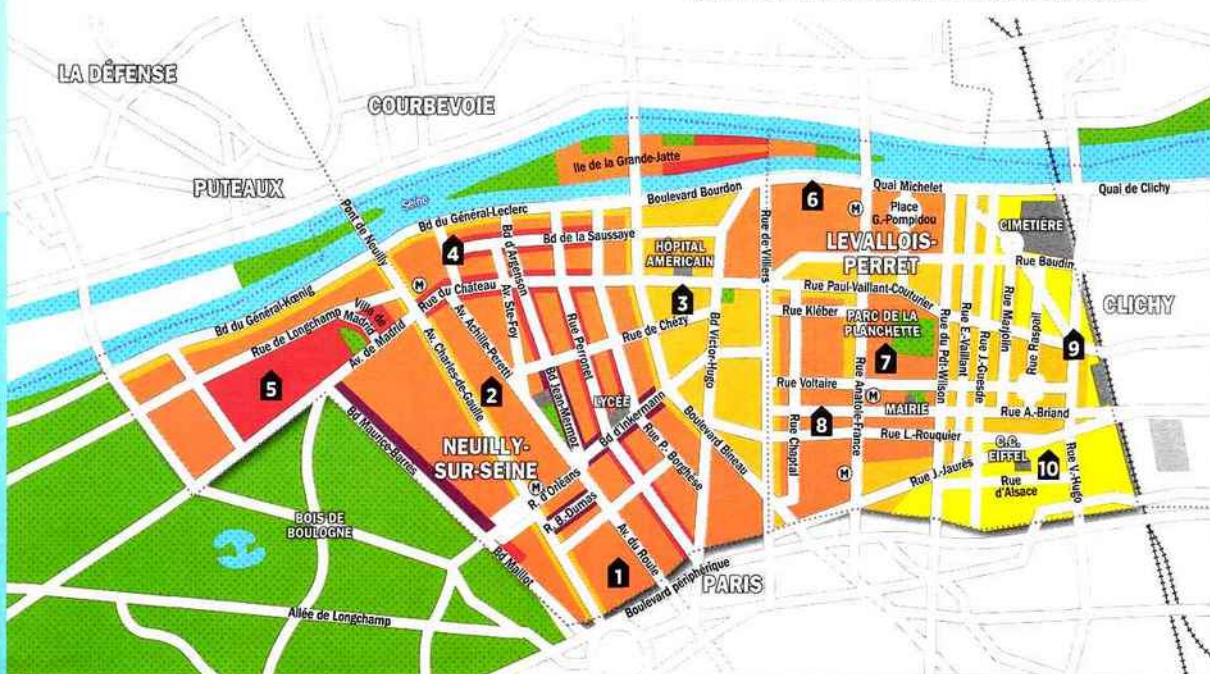 LA DÉFENSE
COURBEVOIE
PUTEAUX
Seine
Ile de la Grande-Jatte
Pont de Neuilly
Bd du Général-Leclerc
Boulevard Bourdon
Quai Michelet
Quai de Clichy
6
M
Place
G.-Pompidou
CIMETIÈRE
4
Bd d'Argenson
Bd de la Saussaye
HÔPITAL
AMÉRICAIN
Rue de Villiers
LEVALLOIS-
PERRET
Rue Baudin
CLICHY
Bd du Général-Kœnig
M
Rue du Château
Av. Ste-Foy
3
Rue Paul-Vaillant-Couturier
Rue Kléber
PARC DE LA
PLANCHETTE
Rue de Longchamp
Ville de
Madrid
Av. de Madrid
Av. Achille-Peretti
Rue Perronet
Rue de Chézy
Bd Victor-Hugo
Rue du Pdt-Wilson
Rue E.-Vaillant
Rue J.-Guesde
Rue Marjolin
Rue Raspail
9
5
Av. Charles-de-Gaulle
2
Bd Jean-Mermoz
LYCÉE
7
Rue Voltaire
M
Rue Anatole-France
MAIRIE
Rue A.-Briand
Bd Maurice-Barres
NEUILLY-
SUR-SEINE
Bd d'Inkermann
Boulevard Bineau
Rue P.- Borghèse
Rue Chaptal
8
Rue L.-Rouquier
C.C.
EIFFEL
10
Rue V.-Hugo
M
R. d'Orléans
R. B.-Dumas
M
Rue J.-Jaurès
Rue
d'Alsace
BOIS DE
BOULOGNE
Bd Maillot
Av. du Roule
1
Boulevard périphérique
PARIS
Allée de Longchamp